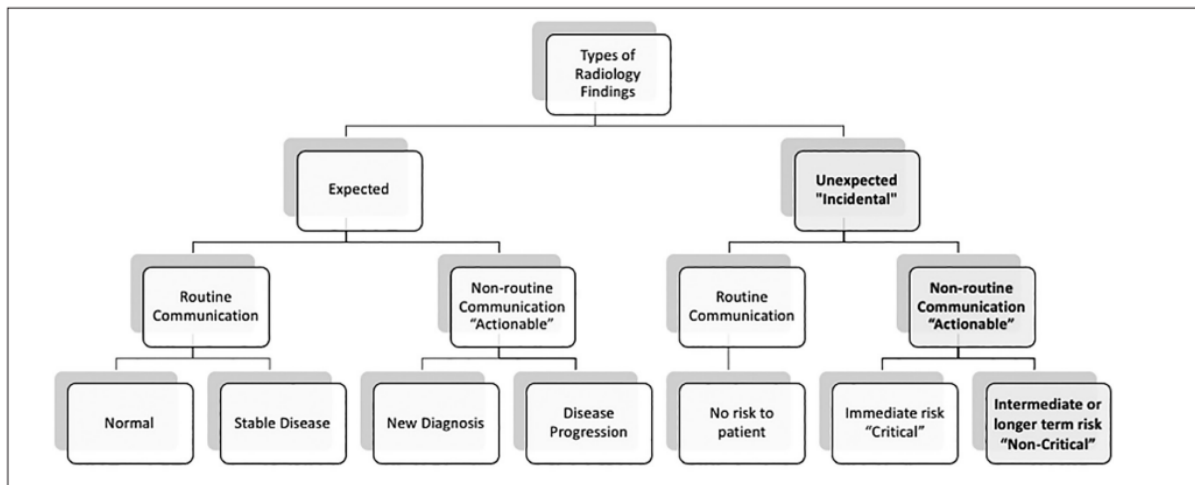 Types of
Radiology
Findings
Expected
Unexpected
"Incidental"
Routine
Communication
Non-routine
Communication
“Actionable”
Routine
Communication
Non-routine
Communication
“Actionable”
Normal
Stable Disease
New Diagnosis
Disease
Progression
No risk to
patient
Immediate risk
“Critical”
Intermediate or
longer term risk
“Non-Critical”